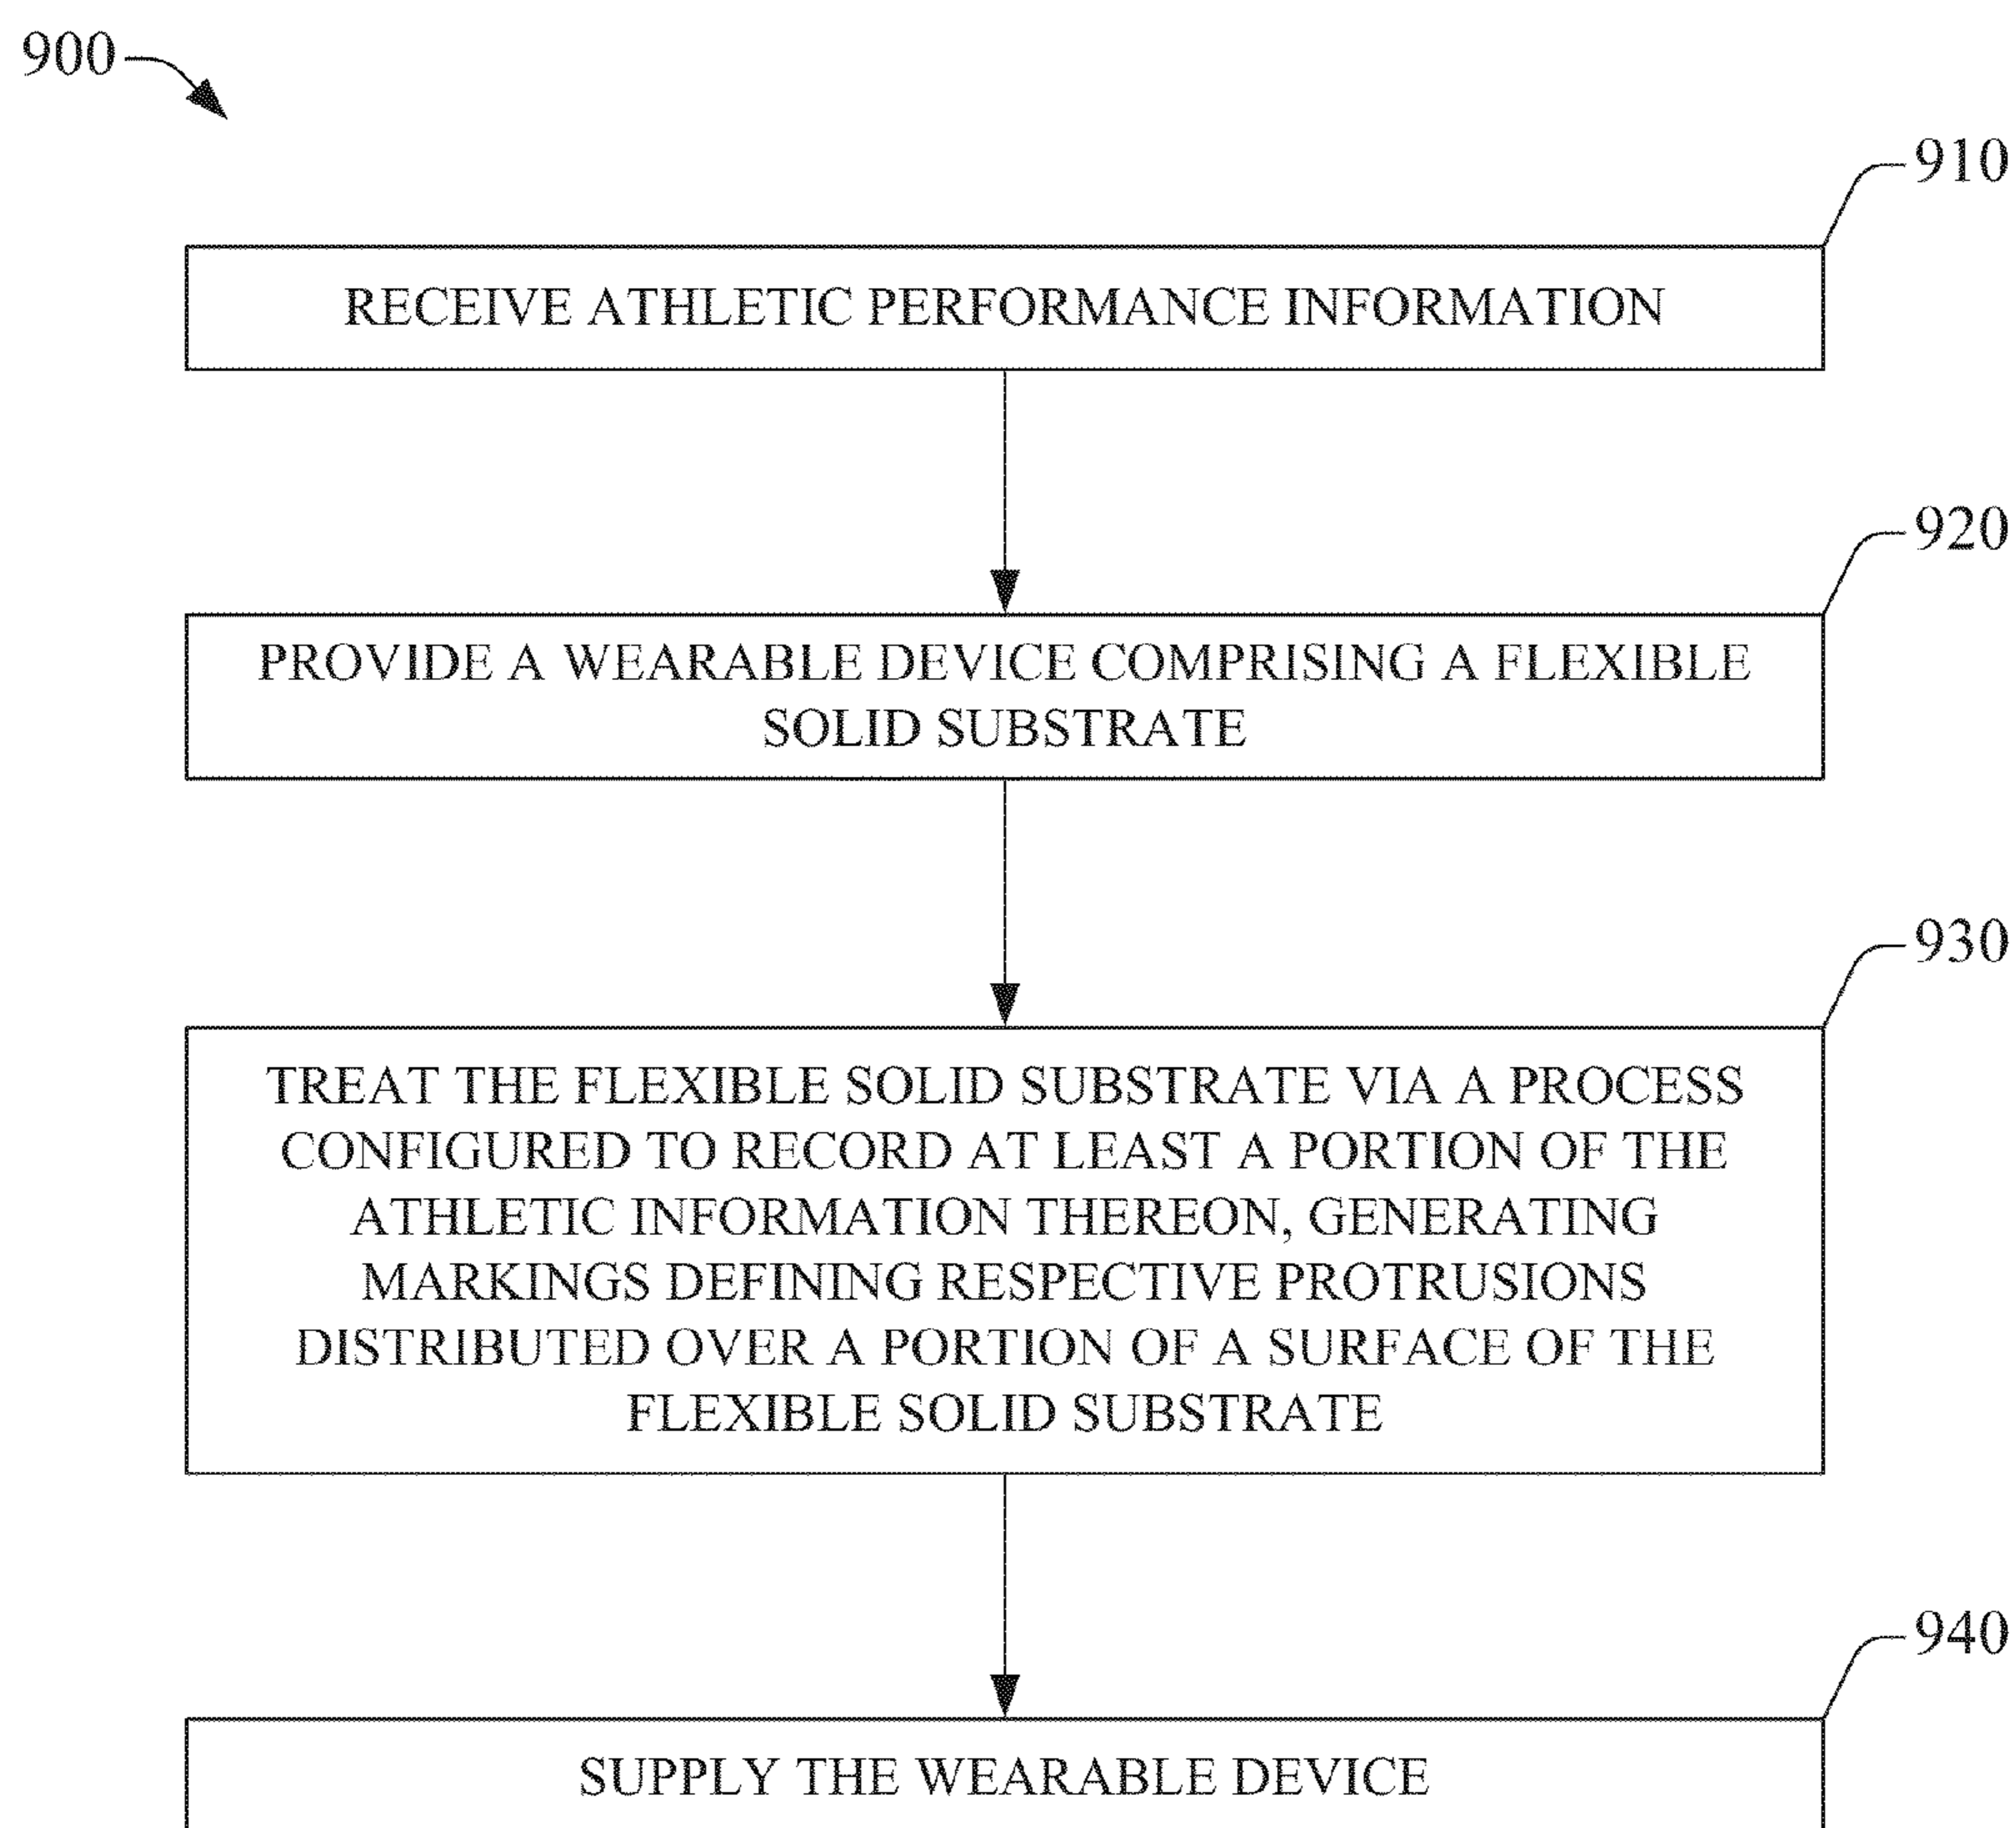 900
910
RECEIVE ATHLETIC PERFORMANCE INFORMATION
920
PROVIDE A WEARABLE DEVICE COMPRISING A FLEXIBLE
SOLID SUBSTRATE
930
TREAT THE FLEXIBLE SOLID SUBSTRATE VIA A PROCESS
CONFIGURED TO RECORD AT LEAST A PORTION OF THE
ATHLETIC INFORMATION THEREON, GENERATING
MARKINGS DEFINING RESPECTIVE PROTRUSIONS
DISTRIBUTED OVER A PORTION OF A SURFACE OF THE
FLEXIBLE SOLID SUBSTRATE
940
SUPPLY THE WEARABLE DEVICE